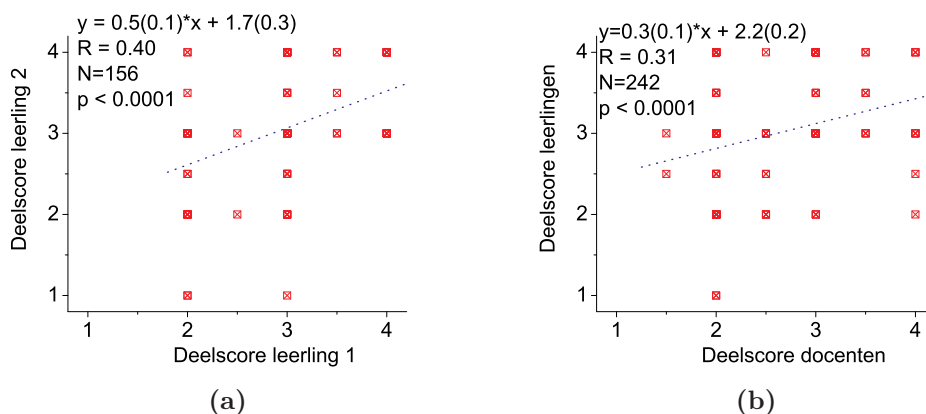 y = 0.5(0.1)*x + 1.7(0.3)
R = 0.40
N=156
p < 0.0001
4
3
2
1
Deelscore leerling 2
1 2 3 4
Deelscore leerling 1
(a)
y=0.3(0.1)*x + 2.2(0.2)
R = 0.31
N=242
p < 0.0001
4
3
2
1
Deelscore leerlingen
1 2 3 4
Deelscore docenten
(b)